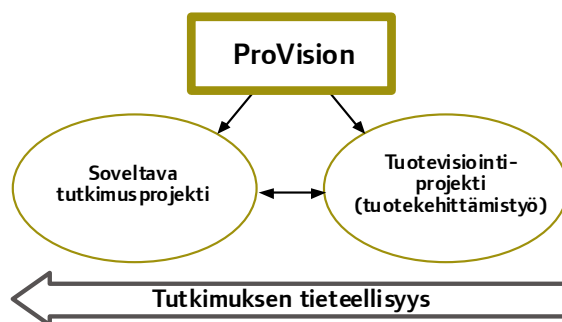 ProVision
Soveltava
tutkimusprojekti
Tuotevisiointi-
projekti
(tuotekehittämistyö)
Tutkimuksen tieteellisyys